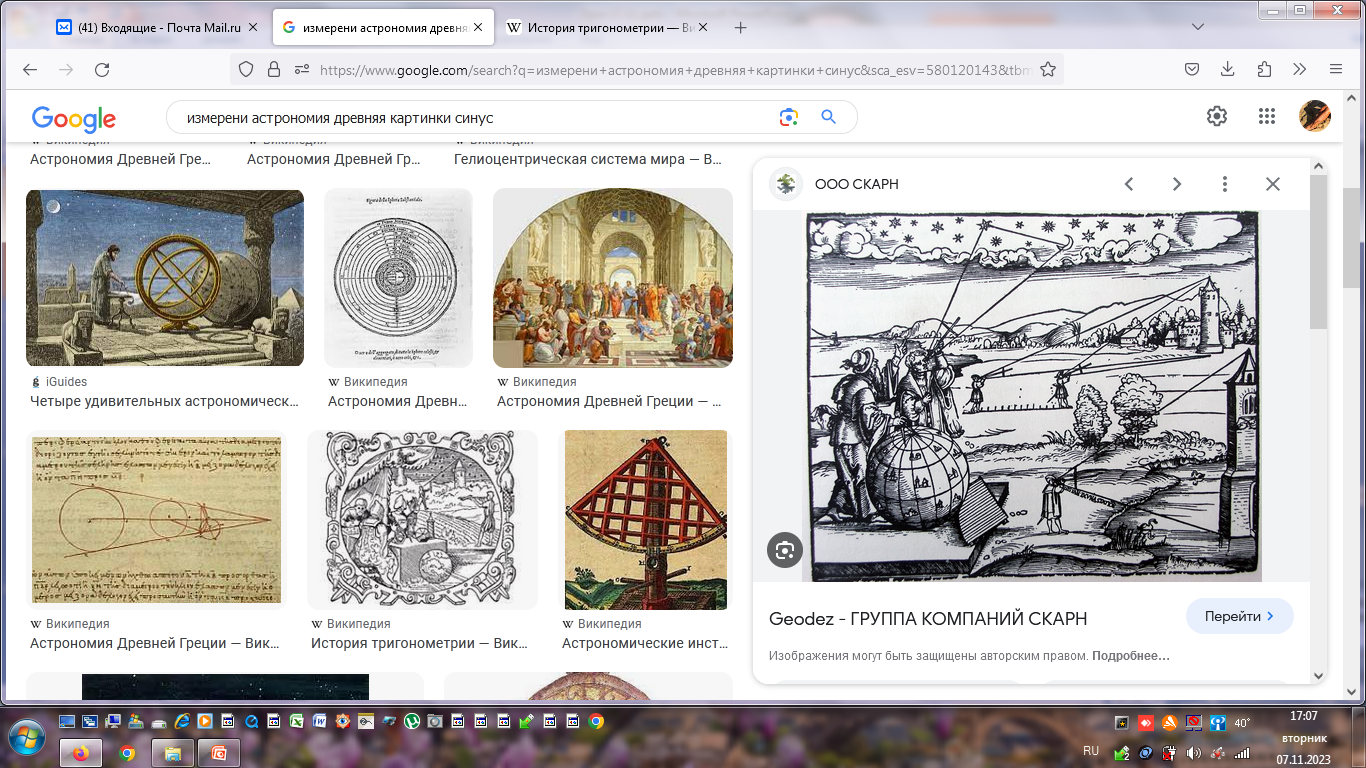 (41) Входящие - Почта Mail.ru
измерени астрономия древня
История тригонометрии — Ви
https://www.google.com/search?q=измерени+астрономия+древняя+картинки+синус&sca_esv=580120143&tbm
Google
измерени астрономия древняя картинки синус
Википедия
Википедия
Википедия
Астрономия Древней Гре...
Астрономия Древней Гр...
Гелиоцентрическая система мира — В...
ООО СКАРН
iGuides
Википедия
Википедия
Четыре удивительных астрономическ...
Астрономия Древн...
Астрономия Древней Греции — ...
Википедия
Википедия
Википедия
Астрономия Древней Греции — Вик...
История тригонометрии — Вик...
Астрономические инст...
Geodez - ГРУППА КОМПАНИЙ СКАРН
Перейти
Изображения могут быть защищены авторским правом. Подробнее...
RU
40°
17:07
вторник
07.11.2023